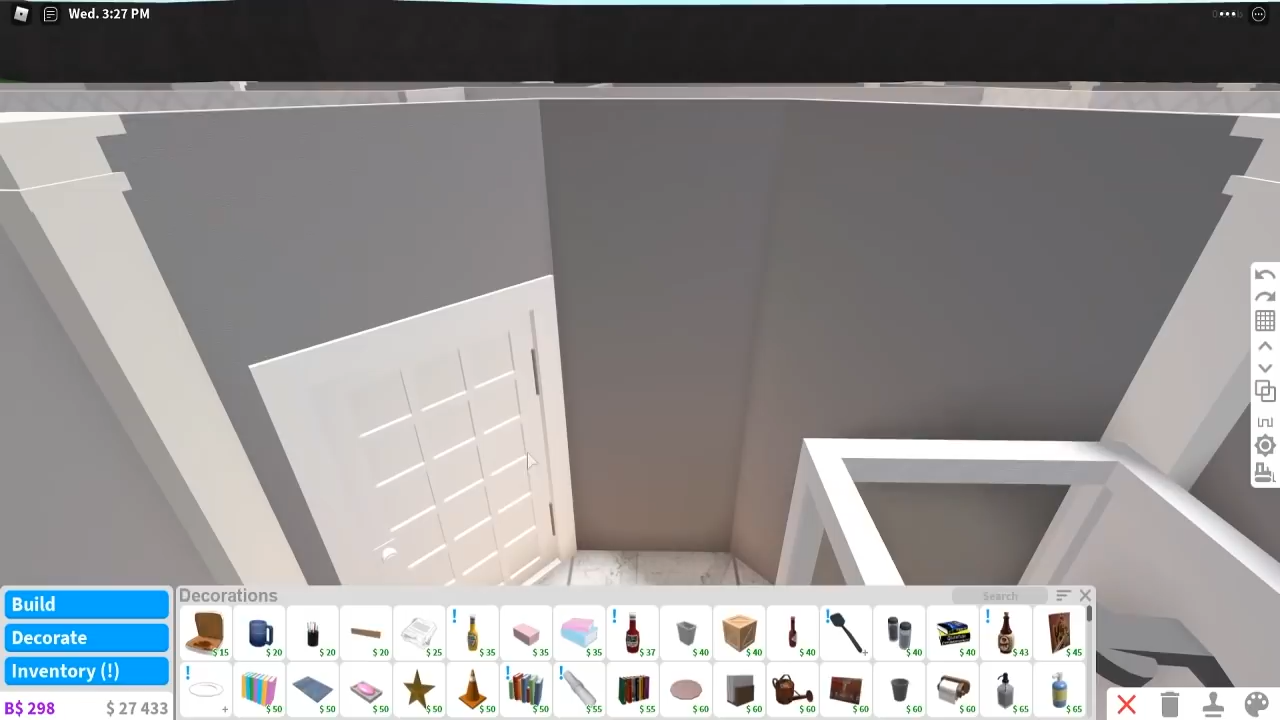 Wed. 3:27 PM
Decorations
Search
Build
Decorate
Inventory (!)
B$ 298
$ 27 433
$ 15
$ 20
$ 20
$ 20
$ 25
! $ 35
$ 35
$ 35
! $ 37
$ 40
$ 40
$ 40
! +
$ 40
$ 40
! $ 43
$ 45
! +
$ 50
$ 50
$ 50
$ 50
$ 50
! $ 50
! $ 55
$ 55
$ 60
$ 60
$ 60
$ 60
$ 60
$ 60
$ 65
$ 65